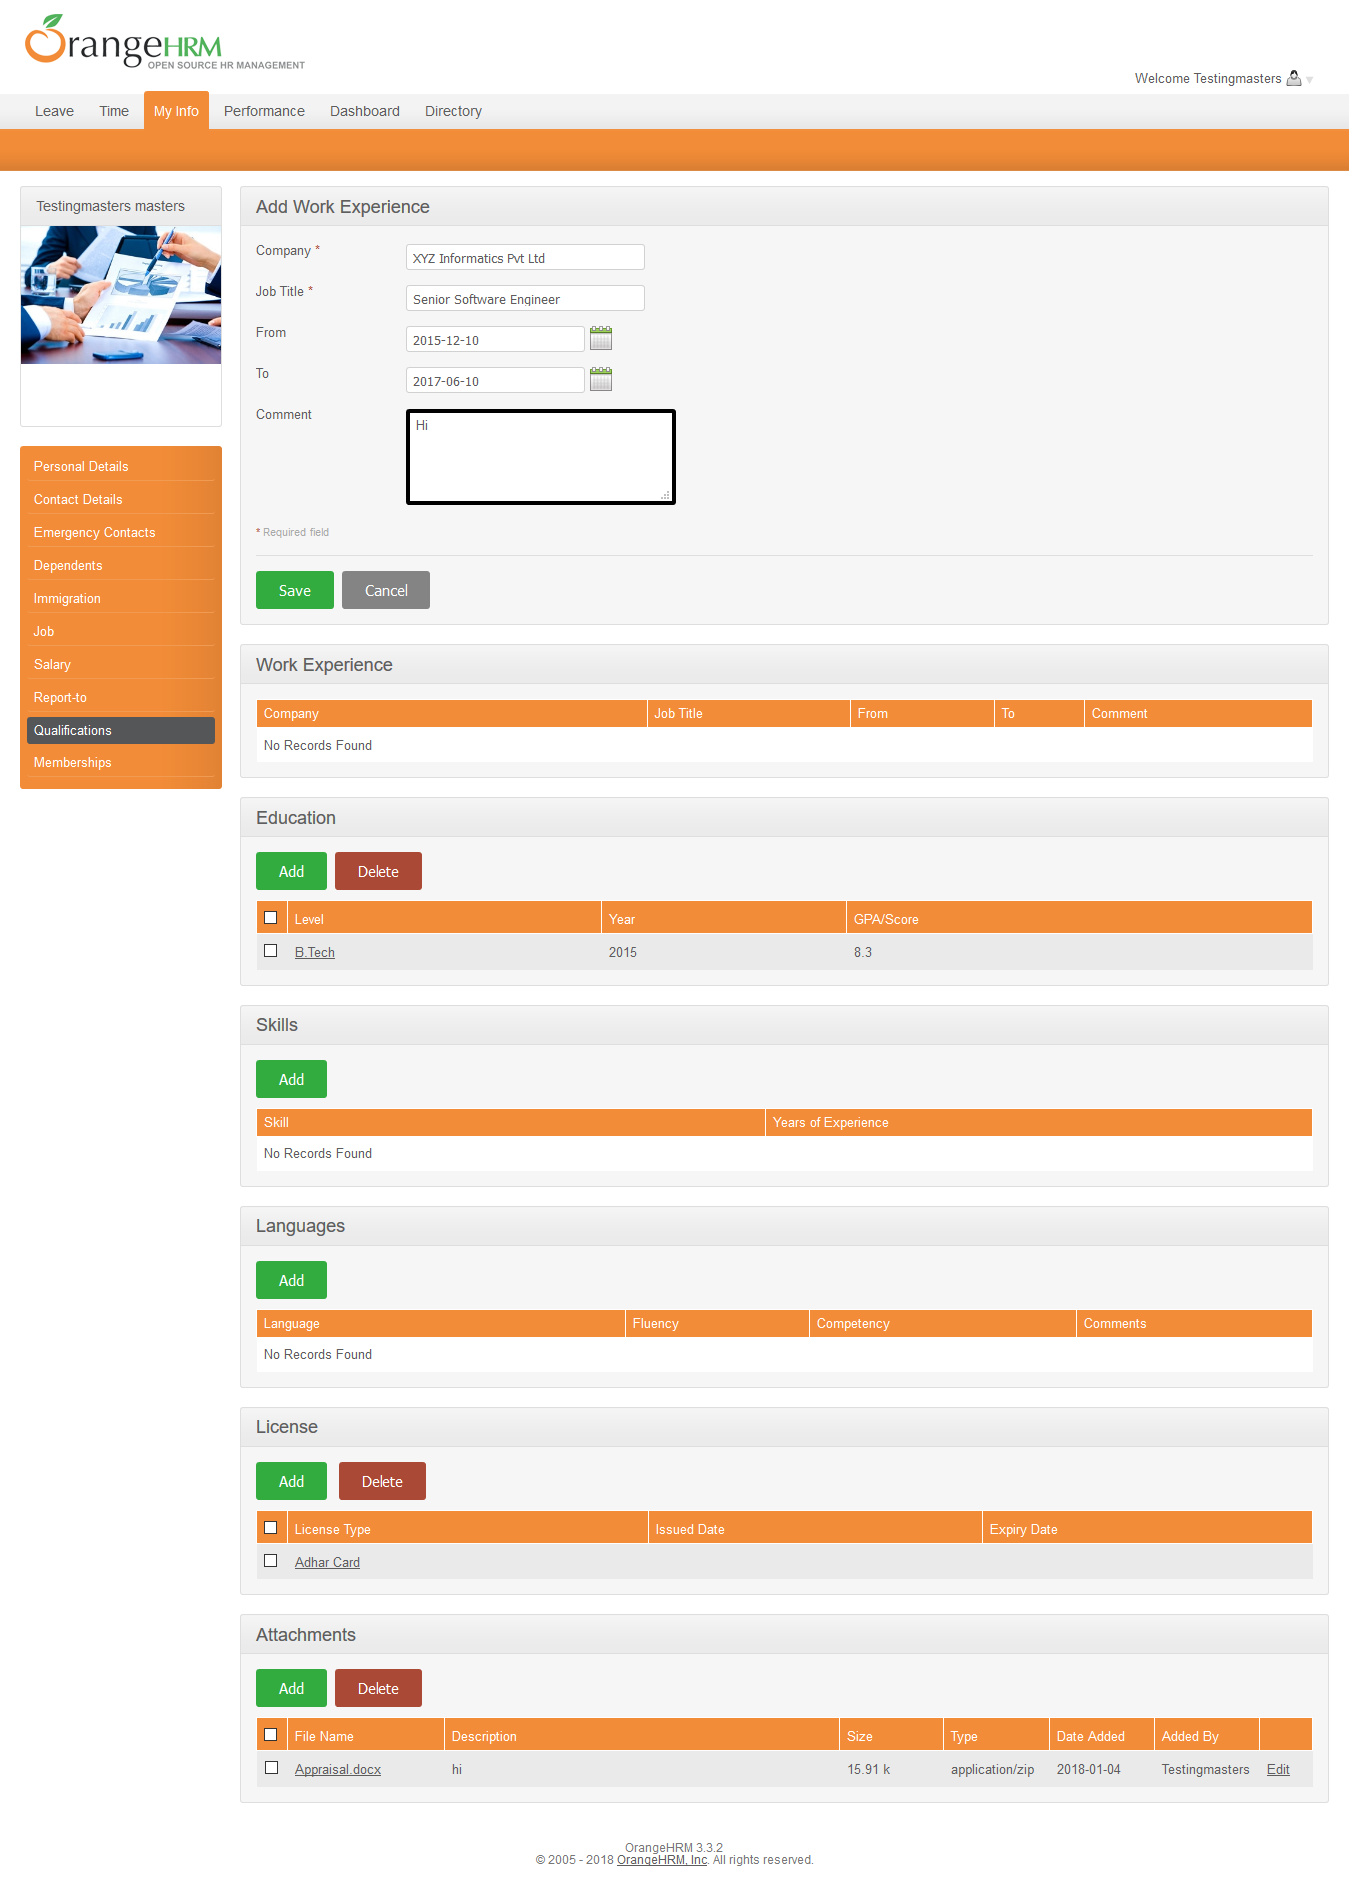 OrangeHRM
OPEN SOURCE HR MANAGEMENT
Welcome Testingmasters
Leave Time My Info Performance Dashboard Directory
Testingmasters masters
Personal Details
Contact Details
Emergency Contacts
Dependents
Immigration
Job
Salary
Report-to
Qualifications
Memberships
Add Work Experience
Company * XYZ Informatics Pvt Ltd
Job Title * Senior Software Engineer
From 2015-12-10
To 2017-06-10
Comment Hi
* Required field
Save Cancel
Work Experience
Company Job Title From To Comment
No Records Found
Education
Add Delete
Level Year GPA/Score
B.Tech 2015 8.3
Skills
Add
Skill Years of Experience
No Records Found
Languages
Add
Language Fluency Competency Comments
No Records Found
License
Add Delete
License Type Issued Date Expiry Date
Adhar Card
Attachments
Add Delete
File Name Description Size Type Date Added Added By
Appraisal.docx hi 15.91 k application/zip 2018-01-04 Testingmasters Edit
OrangeHRM 3.3.2
© 2005 - 2018 OrangeHRM, Inc. All rights reserved.